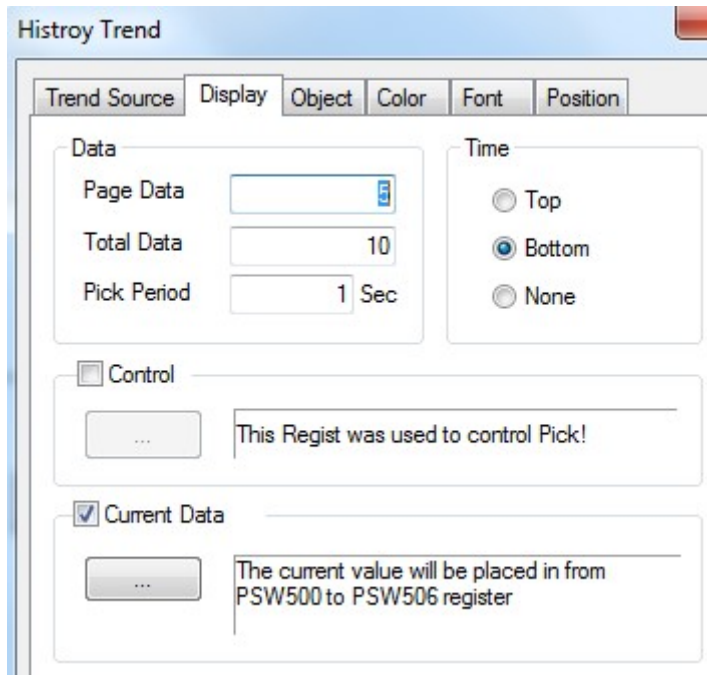 Histroy Trend
Trend Source Display Object Color Font Position
Data
Page Data 5
Total Data 10
Pick Period 1 Sec
Time
Top
Bottom
None
Control
...
This Regist was used to control Pick!
Current Data
...
The current value will be placed in from
PSW500 to PSW506 register